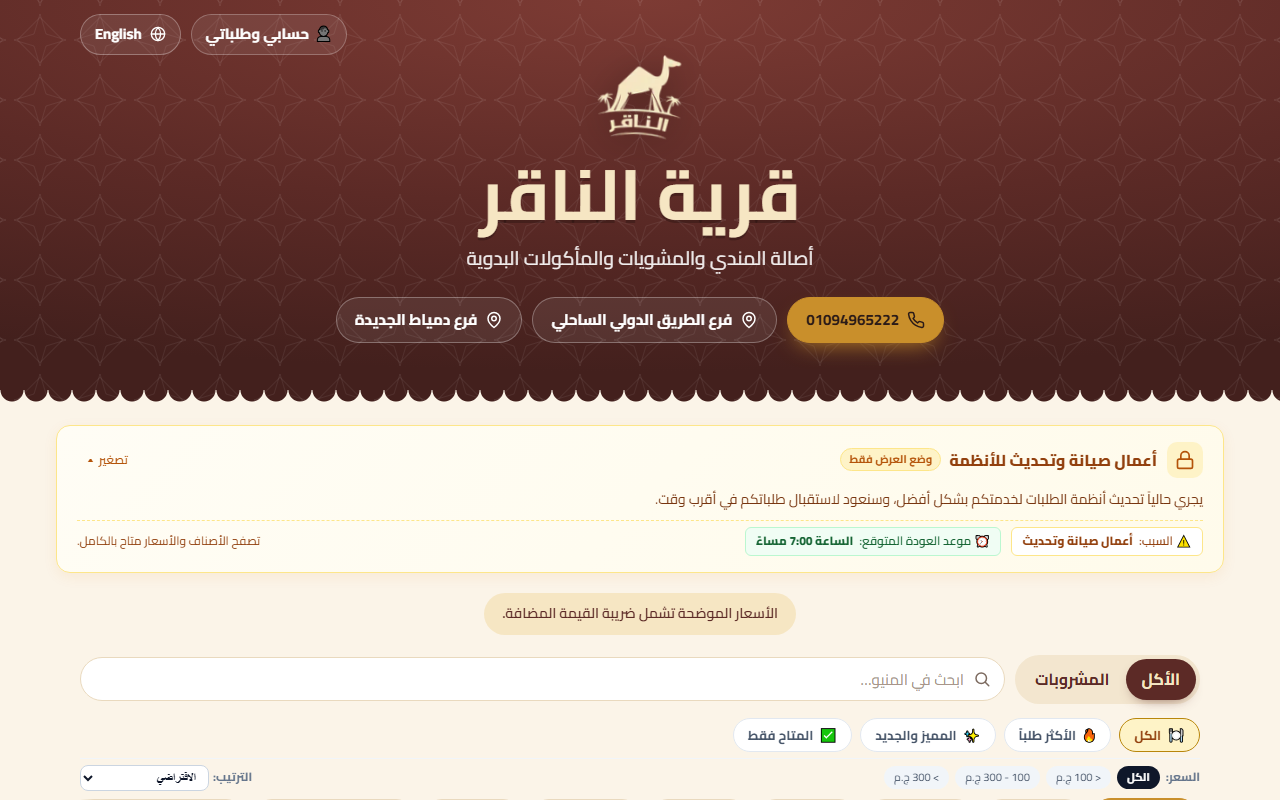 حسابي وطلباتي
English
الناقر
قرية الناقر
أصالة المندي والمشويات والمأكولات البدوية
01094965222
فرع الطريق الدولي الساحلي
فرع دمياط الجديدة
أعمال صيانة وتحديث للأنظمة
وضع العرض فقط
تصغير
يجري حالياً تحديث أنظمة الطلبات لخدمتكم بشكل أفضل، وسنعود لاستقبال طلباتكم في أقرب وقت.
السبب: أعمال صيانة وتحديث
موعد العودة المتوقع: الساعة 7:00 مساءً
تصفح الأصناف والأسعار متاح بالكامل.
الأسعار الموضحة تشمل ضريبة القيمة المضافة.
الأكل
المشروبات
ابحث في المنيو...
الكل
الأكثر طلباً
المميز والجديد
المتاح فقط
السعر:
الكل
< 100 ج.م
100 - 300 ج.م
> 300 ج.م
الترتيب:
الافتراضي